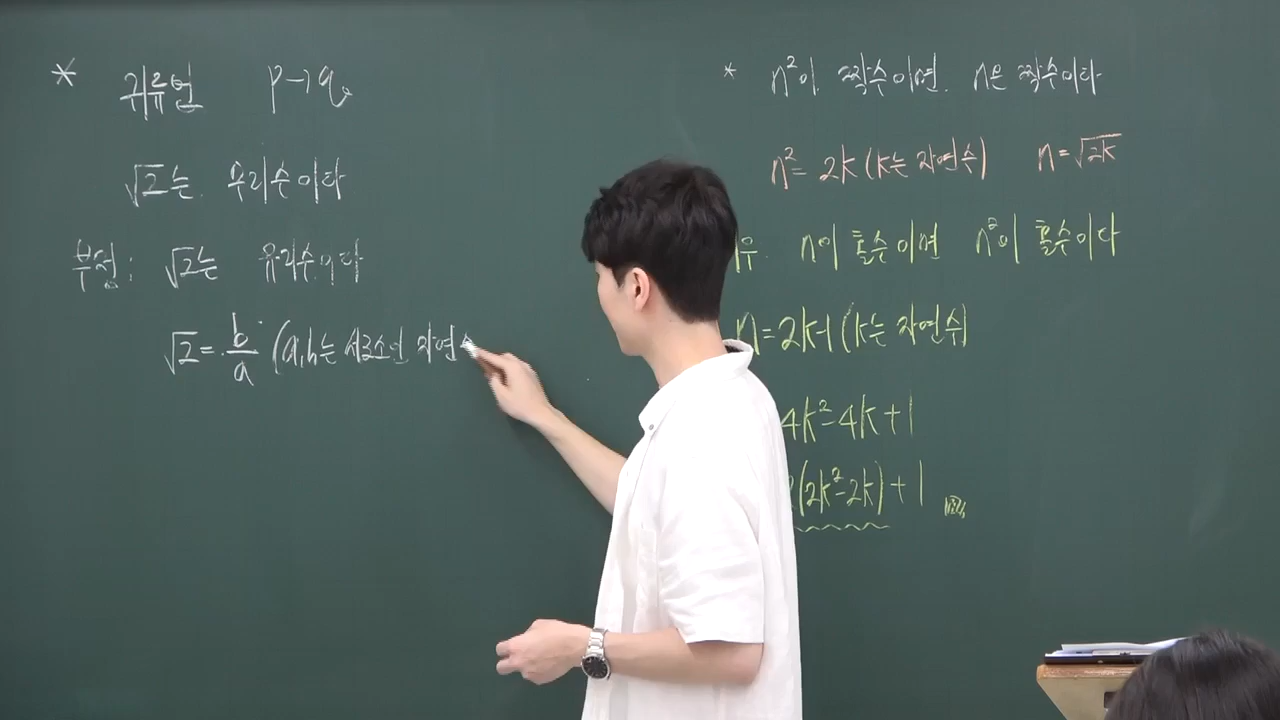 * 귀류법 p→q
√2는 무리수이다
부정: √2는 유리수이다
√2 = b/a (a,b는 서로소인 자연수
* n²이 짝수이면 n은 짝수이다
n² = 2k (k는 자연수) n = √2k
우 n이 홀수이면 n²이 홀수이다
n = 2k-1 (k는 자연수)
4k² - 4k + 1
2(2k² - 2k) + 1